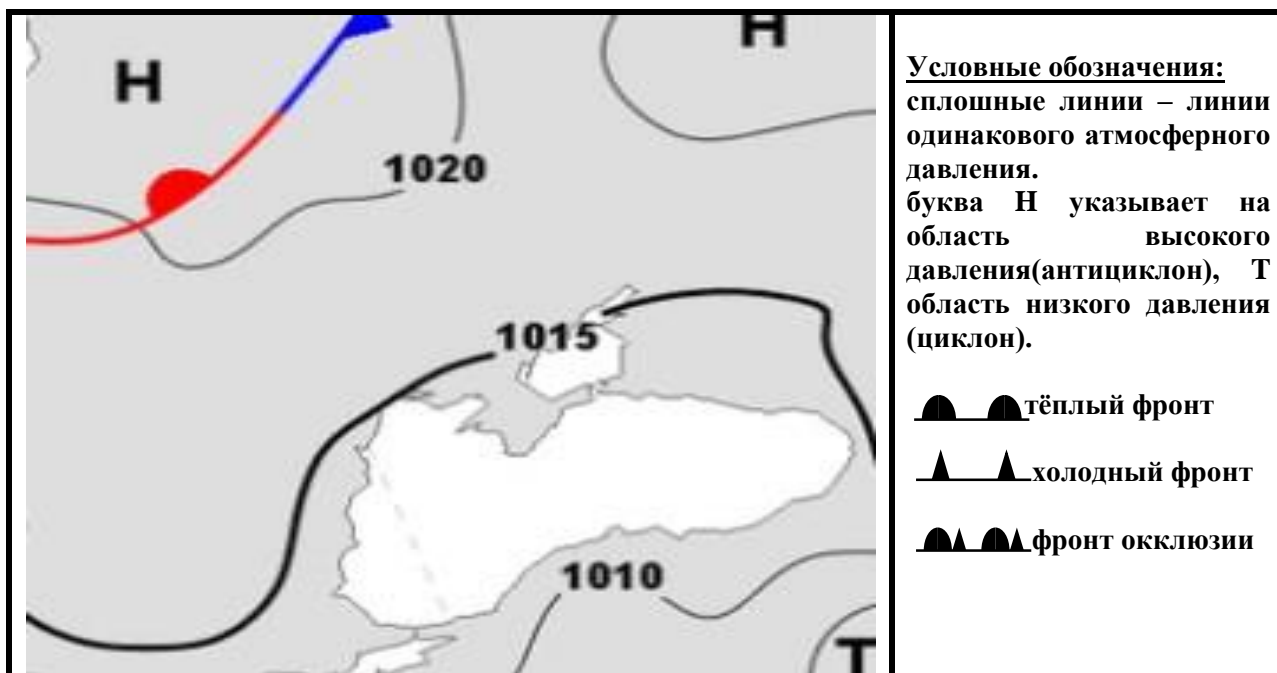 H
H
1020
1015
1010
T
Условные обозначения:
сплошные линии – линии
одинакового атмосферного
давления.
буква Н указывает на
область высокого
давления(антициклон), Т
область низкого давления
(циклон).
тёплый фронт
холодный фронт
фронт окклюзии